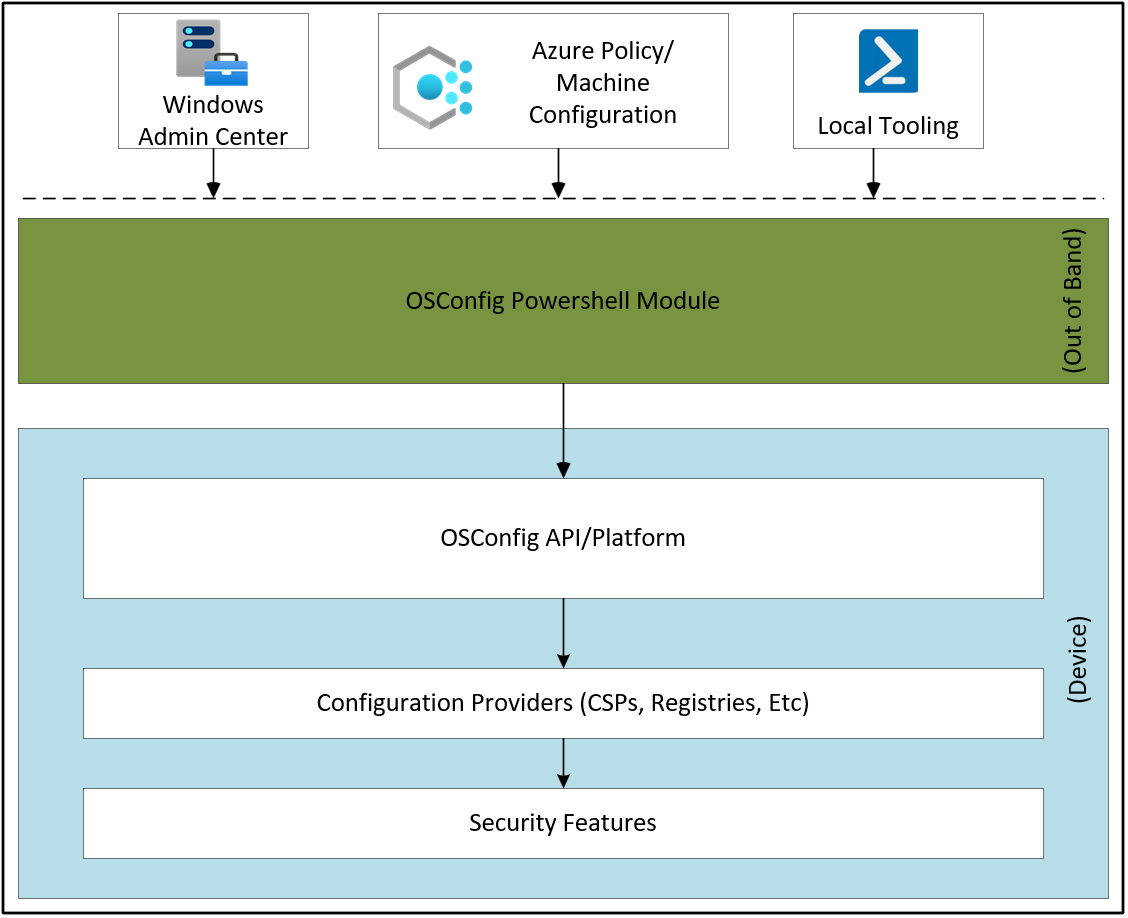 Windows
Admin Center
Azure Policy/
Machine
Configuration
Local Tooling
OSConfig Powershell Module
(Out of Band)
OSConfig API/Platform
(Device)
Configuration Providers (CSPs, Registries, Etc)
Security Features